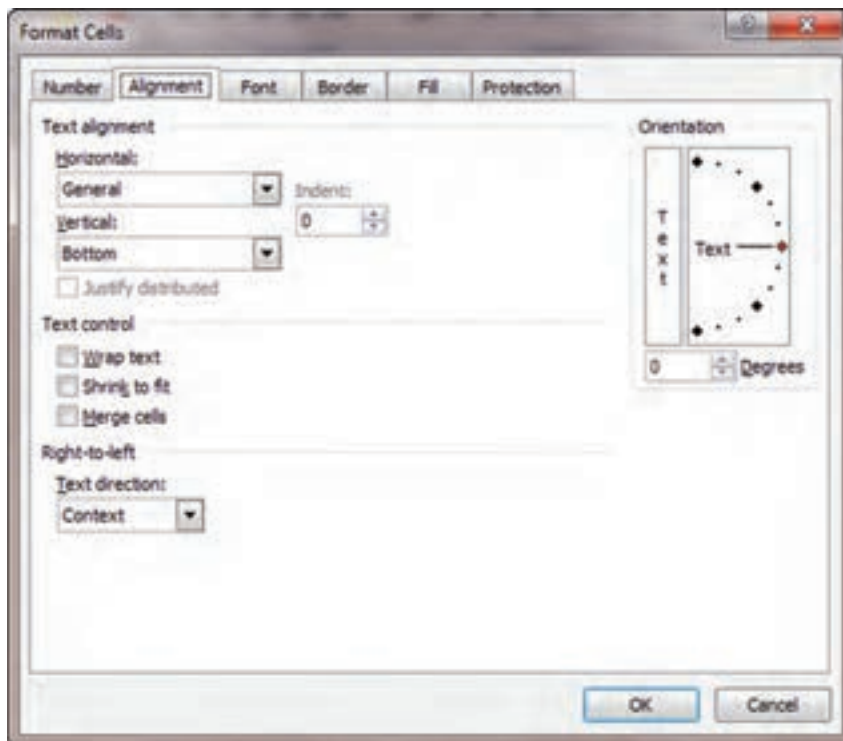 Format Cells
Number Alignment Font Border Fill Protection
Text alignment
Horizontal:
General
Indent:
Vertical:
0
Bottom
Justify distributed
Text control
Wrap text
Shrink to fit
Merge cells
Right-to-left
Text direction:
Context
Orientation
Text
Text
0 Degrees
OK Cancel